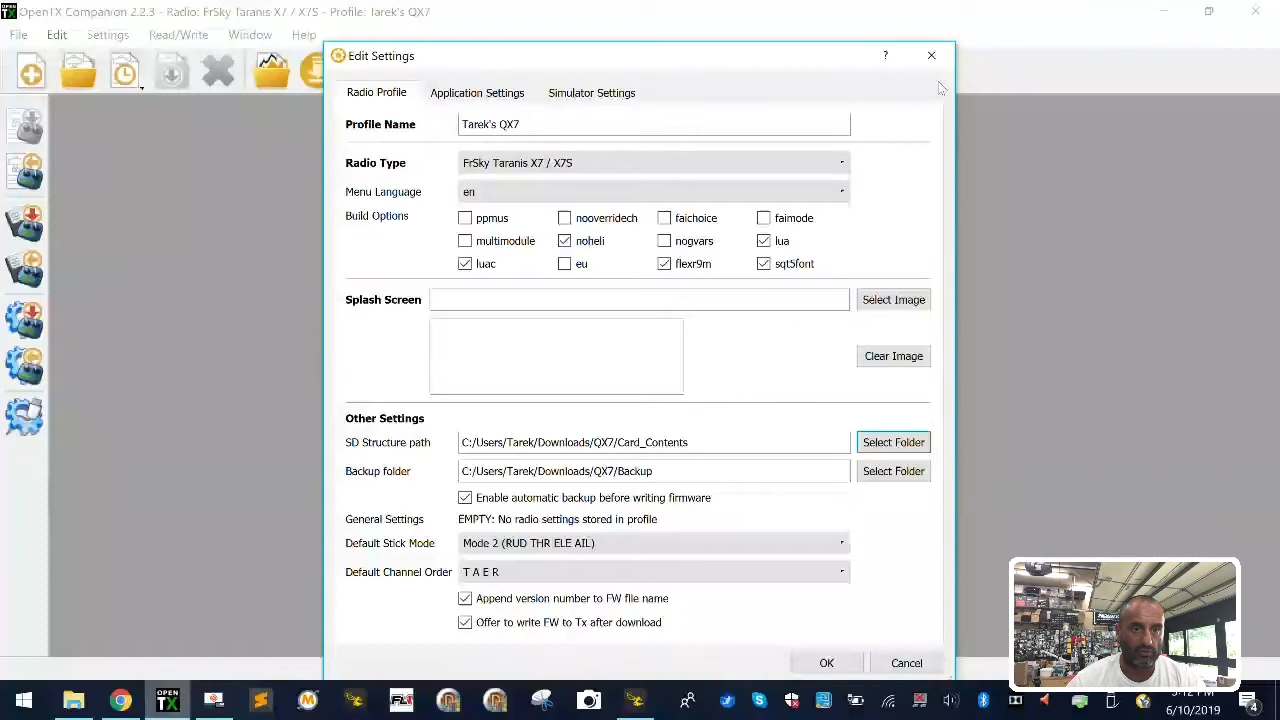 OPEN TX OpenTX Companion 2.2.3 - Radio: FrSky Taranis X7 / X7S - Profile: Tarek's QX7
File Edit Settings Read/Write Window Help
Edit Settings ?
Radio Profile Application Settings Simulator Settings
Profile Name Tarek's QX7
Radio Type FrSky Taranis X7 / X7S
Menu Language en
Build Options ppmus nooverridech faichoice faimode
multimodule noheli nogvars lua
luac eu flexr9m sqt5font
Splash Screen Select Image
Clear Image
Other Settings
SD Structure path C:/Users/Tarek/Downloads/QX7/Card_Contents Select Folder
Backup folder C:/Users/Tarek/Downloads/QX7/Backup Select Folder
Enable automatic backup before writing firmware
General Settings EMPTY: No radio settings stored in profile
Default Stick Mode Mode 2 (RUD THR ELE AIL)
Default Channel Order T A E R
Append version number to FW file name
Offer to write FW to Tx after download
OK Cancel
OPEN TX
6/10/2019 4